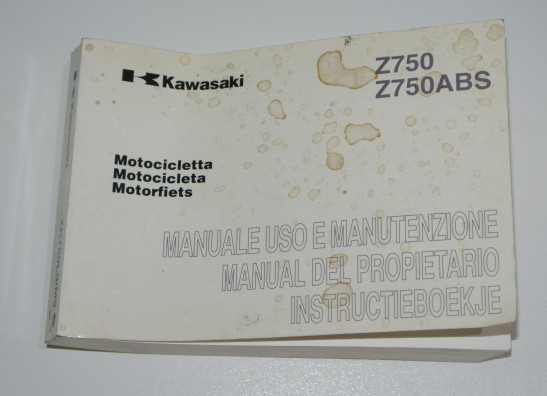 Kawasaki
Z750
Z750ABS
Motocicletta
Motocicleta
Motorfiets
MANUALE USO E MANUTENZIONE
MANUAL DEL PROPIETARIO
INSTRUCTIEBOEKJE